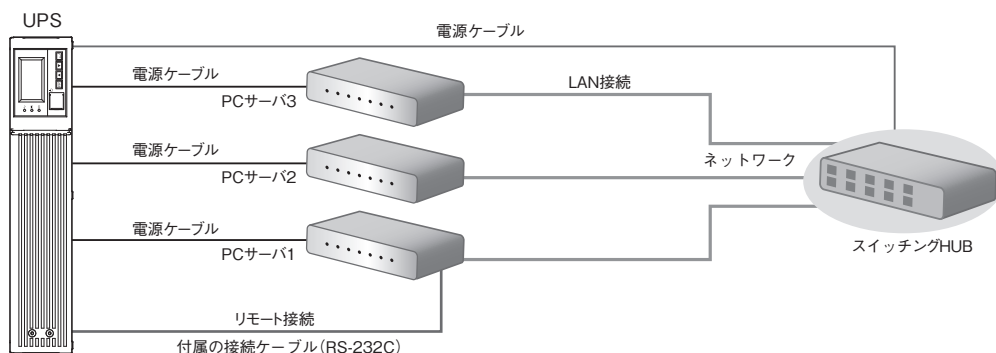 UPS
電源ケーブル
電源ケーブル
PCサーバ3
LAN接続
電源ケーブル
PCサーバ2
ネットワーク
電源ケーブル
PCサーバ1
スイッチングHUB
リモート接続
付属の接続ケーブル(RS-232C)